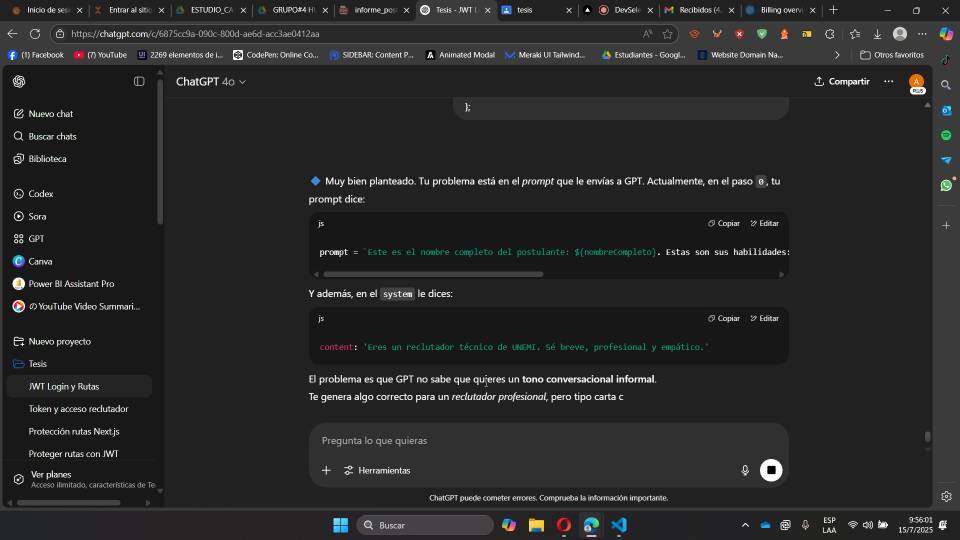 Inicio de sesi
Entrar al sitio
ESTUDIO_CA
GRUPO#4 HI
informe_pos
Tesis - JWT L
tesis
DevSele
Gmail
Recibidos (4.
Billing overv
https://chatgpt.com/c/6875cc9a-090c-800d-ae6d-acc3ae0412aa
(1) Facebook
(7) YouTube
2269 elementos de i...
CodePen: Online Co...
SIDEBAR: Content P...
Animated Modal
Meraki UI Tailwind...
Estudiantes - Googl...
Website Domain Na...
Otros favoritos
ChatGPT 4o
Compartir
A
PLUS
Nuevo chat
Buscar chats
Biblioteca
Codex
Sora
GPT
Canva
Power BI Assistant Pro
のYouTube Video Summari...
Nuevo proyecto
Tesis
JWT Login y Rutas
Token y acceso reclutador
Protección rutas Next.js
Proteger rutas con JWT
Ver planes
Acceso ilimitado, características de Te
};
Muy bien planteado. Tu problema está en el prompt que le envías a GPT. Actualmente, en el paso 0, tu
prompt dice:
js
Copiar
Editar
prompt = `Este es el nombre completo del postulante: ${nombreCompleto}. Estas son sus habilidades:
Y además, en el system le dices:
js
Copiar
Editar
content: 'Eres un reclutador técnico de UNEMI. Sé breve, profesional y empático.'
El problema es que GPT no sabe que quieres un tono conversacional informal.
Te genera algo correcto para un reclutador profesional, pero tipo carta c
Pregunta lo que quieras
Herramientas
ChatGPT puede cometer errores. Comprueba la información importante.
Buscar
ESP
LAA
9:56:01
15/7/2025